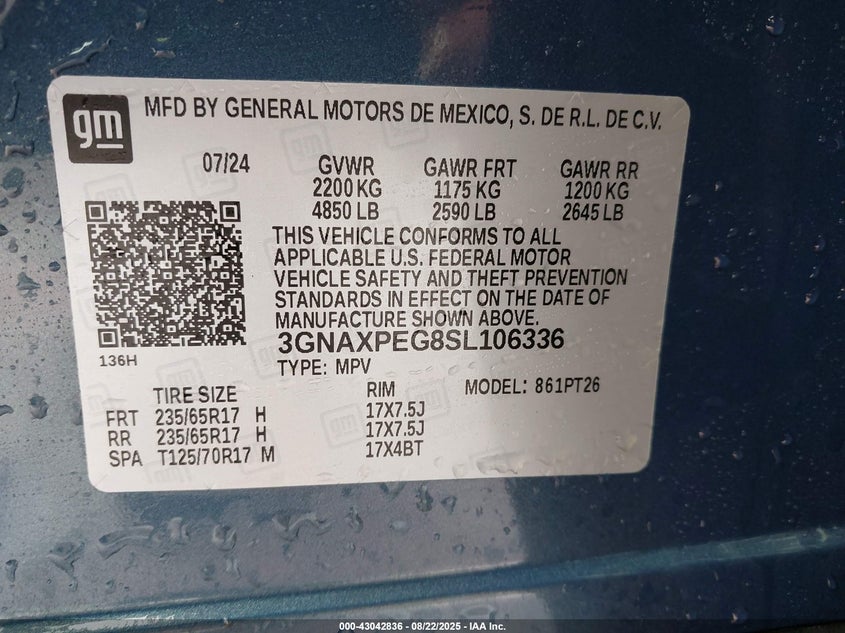 gm
MFD BY GENERAL MOTORS DE MEXICO, S. DE R.L. DE C.V.
07/24 GVWR GAWR FRT GAWR RR
2200 KG 1175 KG 1200 KG
4850 LB 2590 LB 2645 LB
THIS VEHICLE CONFORMS TO ALL
APPLICABLE U.S. FEDERAL MOTOR
VEHICLE SAFETY AND THEFT PREVENTION
STANDARDS IN EFFECT ON THE DATE OF
MANUFACTURE SHOWN ABOVE.
3GNAXPEG8SL106336
136H
TYPE: MPV
TIRE SIZE RIM MODEL: 861PT26
FRT 235/65R17 H 17X7.5J
RR 235/65R17 H 17X7.5J
SPA T125/70R17 M 17X4BT
000-43042836 - 08/22/2025 - IAA Inc.